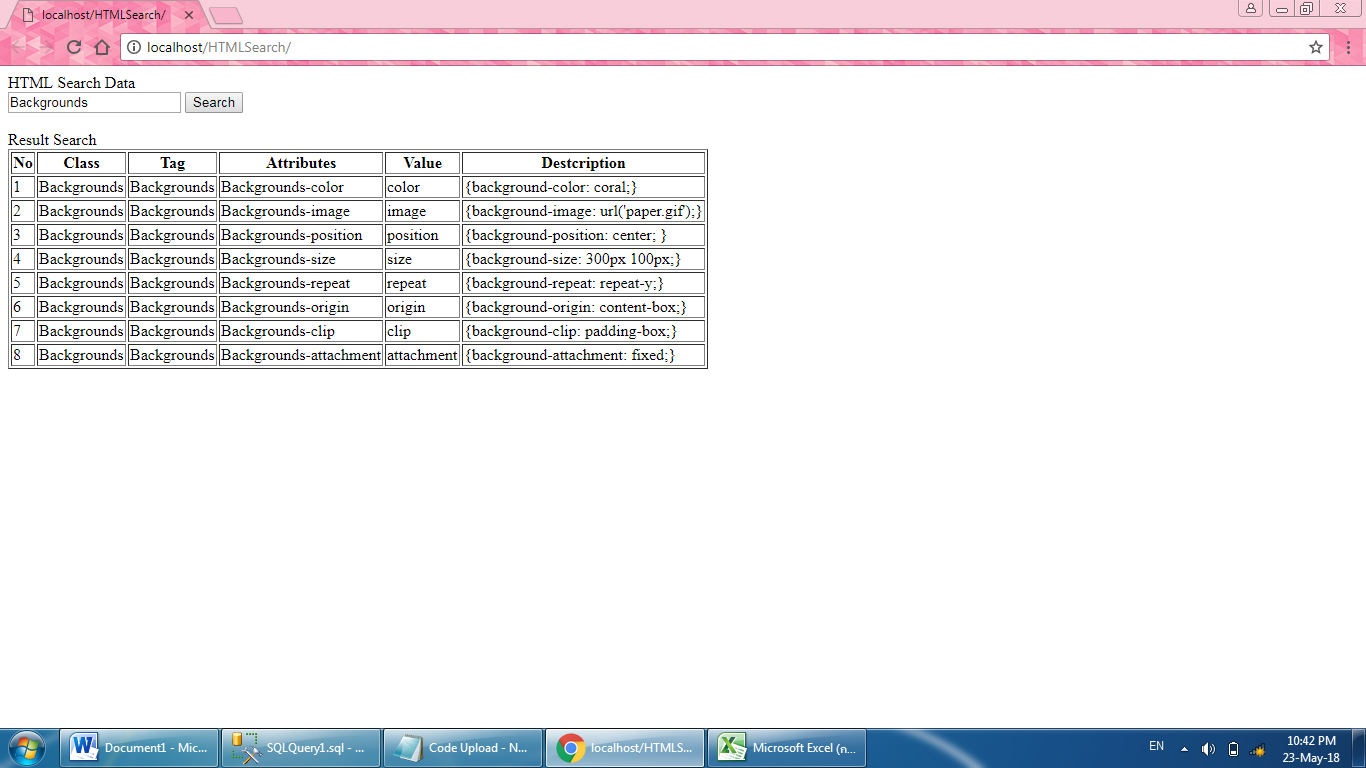 localhost/HTMLSearch/
localhost/HTMLSearch/
HTML Search Data
Backgrounds Search
Result Search
No Class Tag Attributes Value Destcription
1 Backgrounds Backgrounds Backgrounds-color color {background-color: coral;}
2 Backgrounds Backgrounds Backgrounds-image image {background-image: url('paper.gif');}
3 Backgrounds Backgrounds Backgrounds-position position {background-position: center; }
4 Backgrounds Backgrounds Backgrounds-size size {background-size: 300px 100px;}
5 Backgrounds Backgrounds Backgrounds-repeat repeat {background-repeat: repeat-y;}
6 Backgrounds Backgrounds Backgrounds-origin origin {background-origin: content-box;}
7 Backgrounds Backgrounds Backgrounds-clip clip {background-clip: padding-box;}
8 Backgrounds Backgrounds Backgrounds-attachment attachment {background-attachment: fixed;}
Document1 - Mic... SQLQuery1.sql - ... Code Upload - N... localhost/HTMLS... Microsoft Excel (ก... EN 10:42 PM
23-May-18